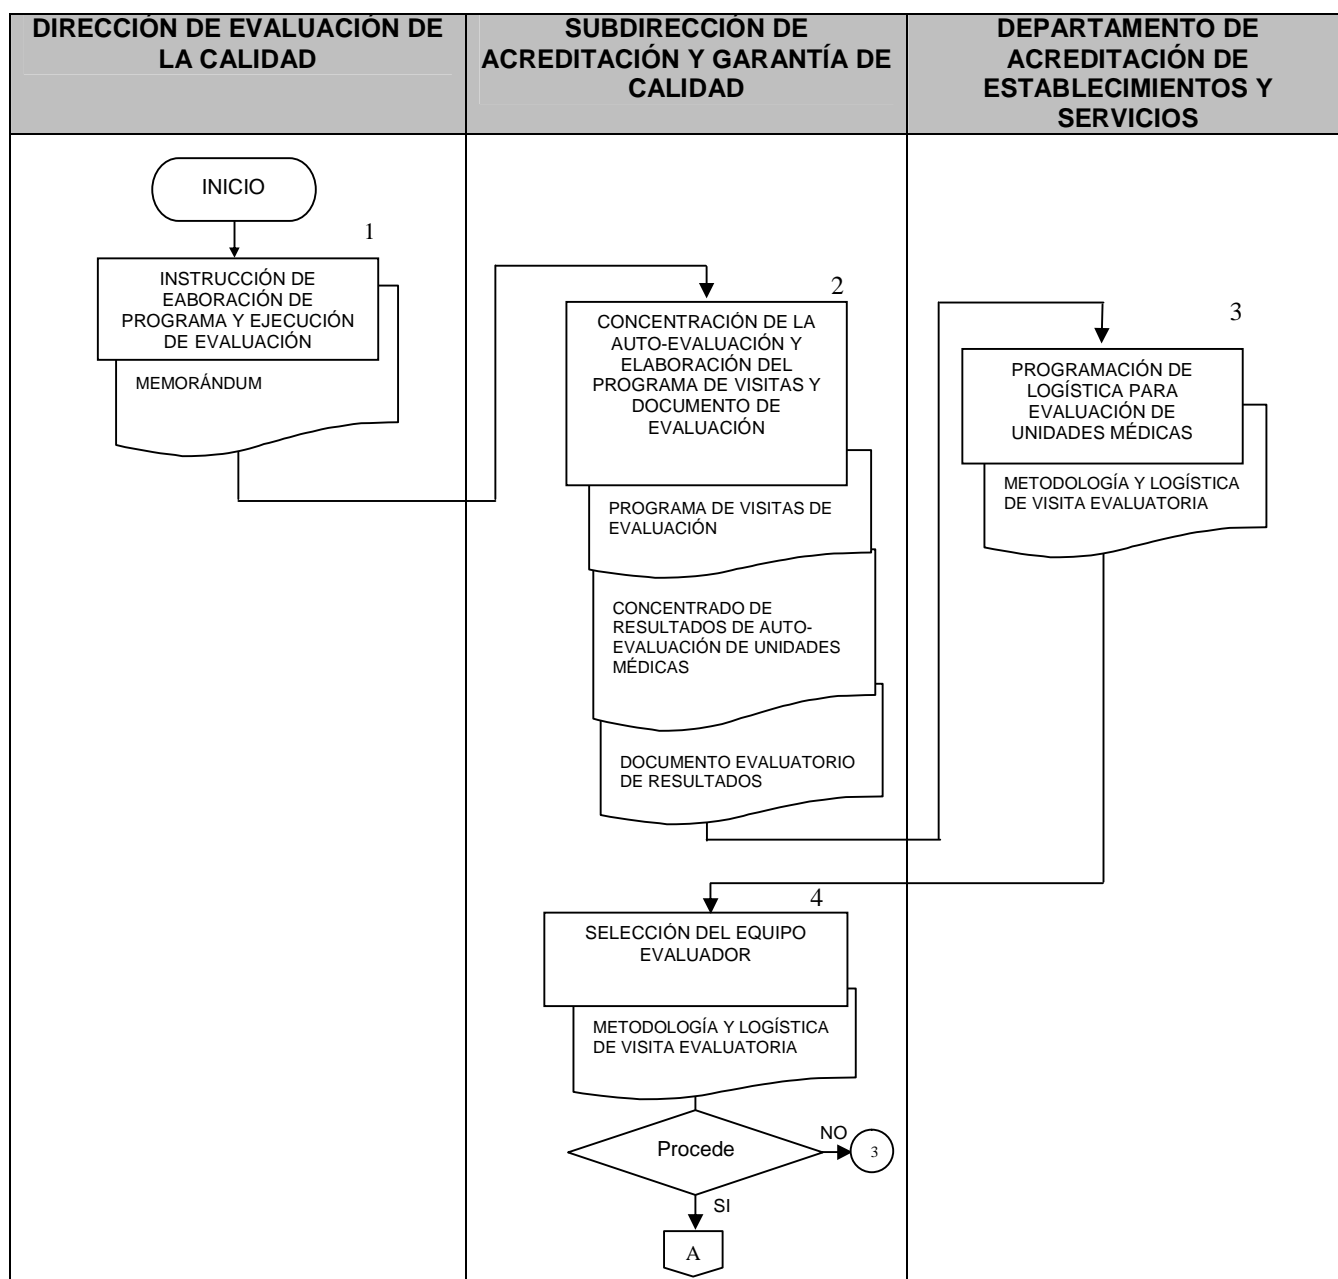 DIRECCIÓN DE EVALUACIÓN DE
LA CALIDAD
SUBDIRECCIÓN DE
ACREDITACIÓN Y GARANTÍA DE
CALIDAD
DEPARTAMENTO DE
ACREDITACIÓN DE
ESTABLECIMIENTOS Y
SERVICIOS
INICIO
1
INSTRUCCIÓN DE
EABORACIÓN DE
PROGRAMA Y EJECUCIÓN
DE EVALUACIÓN
MEMORÁNDUM
2
CONCENTRACIÓN DE LA
AUTO-EVALUACIÓN Y
ELABORACIÓN DEL
PROGRAMA DE VISITAS Y
DOCUMENTO DE
EVALUACIÓN
PROGRAMA DE VISITAS DE
EVALUACIÓN
CONCENTRADO DE
RESULTADOS DE AUTO-
EVALUACIÓN DE UNIDADES
MÉDICAS
DOCUMENTO EVALUATORIO
DE RESULTADOS
3
PROGRAMACIÓN DE
LOGÍSTICA PARA
EVALUACIÓN DE
UNIDADES MÉDICAS
METODOLOGÍA Y LOGÍSTICA
DE VISITA EVALUATORIA
4
SELECCIÓN DEL EQUIPO
EVALUADOR
METODOLOGÍA Y LOGÍSTICA
DE VISITA EVALUATORIA
Procede
NO
3
SI
A